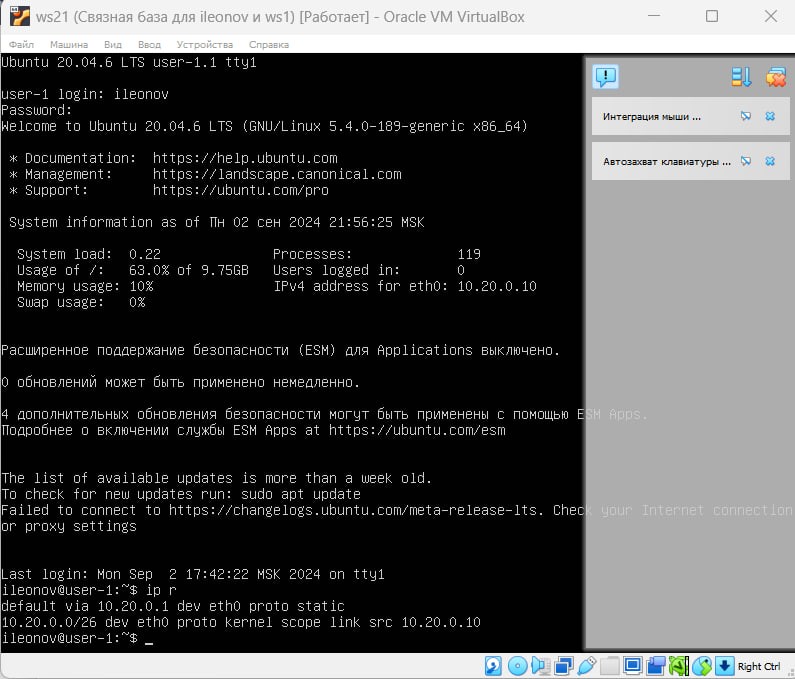 ws21 (Связная база для ileonov и ws1) [Работает] - Oracle VM VirtualBox
Файл Машина Вид Ввод Устройства Справка
Ubuntu 20.04.6 LTS user-1.1 tty1
user-1 login: ileonov
Password:
Welcome to Ubuntu 20.04.6 LTS (GNU/Linux 5.4.0-189-generic x86_64)
* Documentation: https://help.ubuntu.com
* Management: https://landscape.canonical.com
* Support: https://ubuntu.com/pro
System information as of Пн 02 сен 2024 21:56:25 MSK
System load: 0.22 Processes: 119
Usage of /: 63.0% of 9.75GB Users logged in: 0
Memory usage: 10% IPv4 address for eth0: 10.20.0.10
Swap usage: 0%
Расширенное поддержание безопасности (ESM) для Applications выключено.
0 обновлений может быть применено немедленно.
4 дополнительных обновления безопасности могут быть применены с помощью ESM Apps.
Подробнее о включении службы ESM Apps at https://ubuntu.com/esm
The list of available updates is more than a week old.
To check for new updates run: sudo apt update
Failed to connect to https://changelogs.ubuntu.com/meta-release-lts. Check your Internet connection
or proxy settings
Last login: Mon Sep 2 17:42:22 MSK 2024 on tty1
ileonov@user-1:~$ ip r
default via 10.20.0.1 dev eth0 proto static
10.20.0.0/26 dev eth0 proto kernel scope link src 10.20.0.10
ileonov@user-1:~$ _
Интеграция мыши ...
Автозахват клавиатуры ...
Right Ctrl